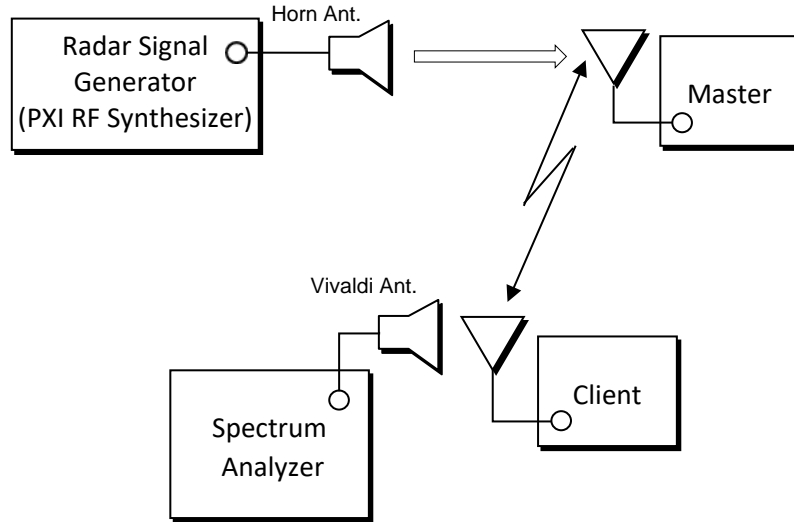 Horn Ant.
Radar Signal
Generator
(PXI RF Synthesizer)
Master
Vivaldi Ant.
Client
Spectrum
Analyzer